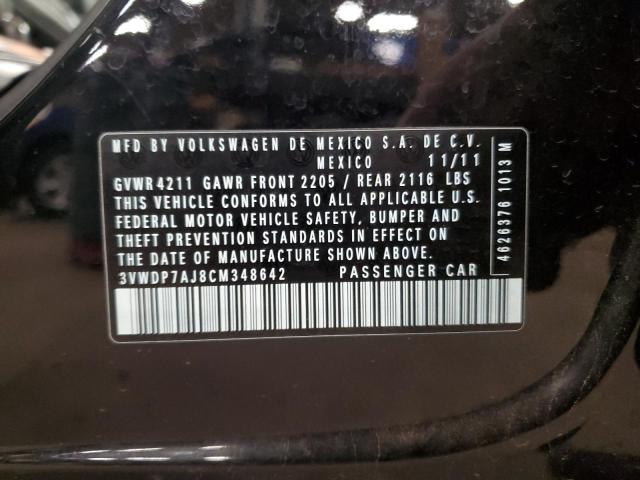 MFD BY VOLKSWAGEN DE MEXICO S.A. DE C.V.
MEXICO 11/11
GVWR 4211 GAWR FRONT 2205 / REAR 2116 LBS
THIS VEHICLE CONFORMS TO ALL APPLICABLE U.S.
FEDERAL MOTOR VEHICLE SAFETY, BUMPER AND
THEFT PREVENTION STANDARDS IN EFFECT ON
THE DATE OF MANUFACTURE SHOWN ABOVE.
3VWDP7AJ8CM348642 PASSENGER CAR
4626376 1013 M